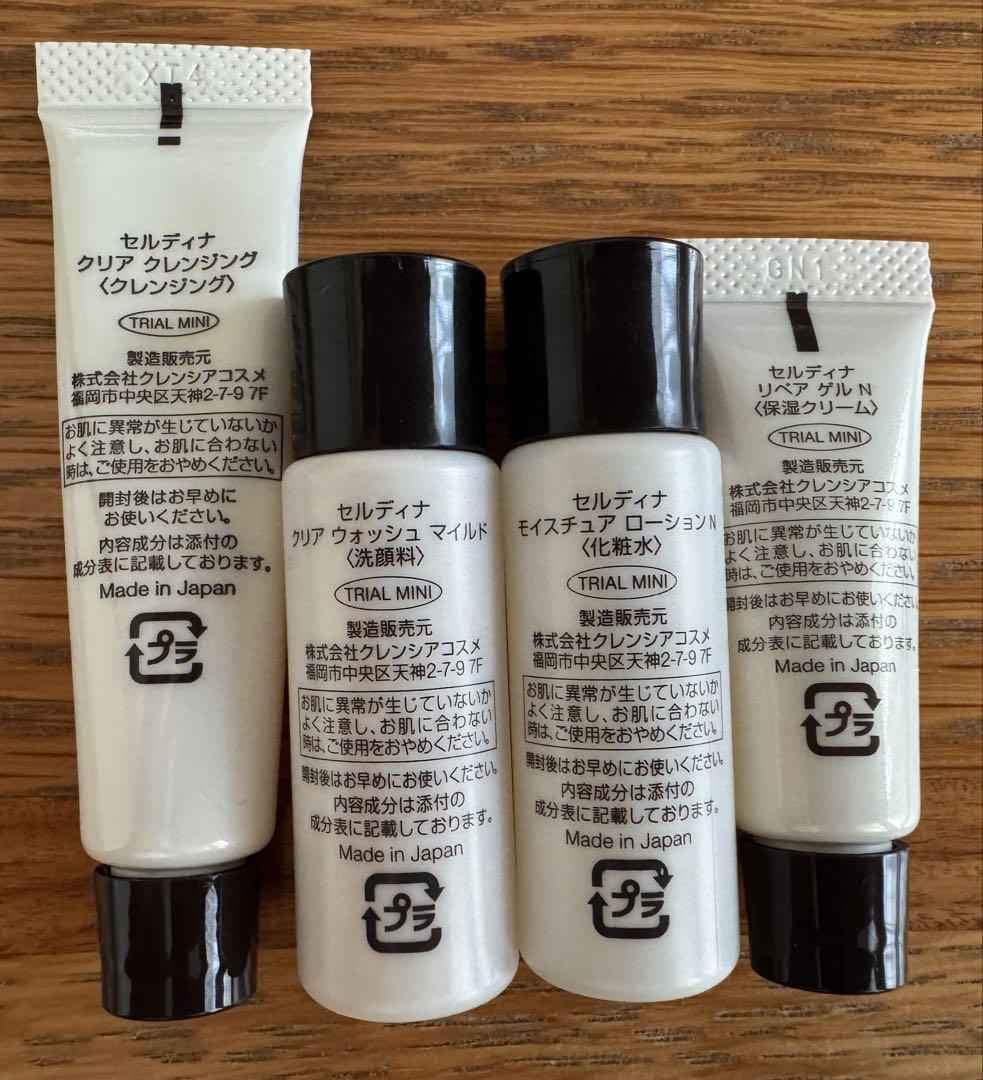 XT4
セルディナ
クリア クレンジング
〈クレンジング〉
TRIAL MINI
製造販売元
株式会社クレンシアコスメ
福岡市中央区天神2-7-9 7F
お肌に異常が生じていないか
よく注意し、お肌に合わない
時は、ご使用をおやめください。
開封後はお早めに
お使いください。
内容成分は添付の
成分表に記載しております。
Made in Japan
プラ
セルディナ
クリア ウォッシュ マイルド
〈洗顔料〉
TRIAL MINI
製造販売元
株式会社クレンシアコスメ
福岡市中央区天神2-7-9 7F
お肌に異常が生じていないか
よく注意し、お肌に合わない
時は、ご使用をおやめください。
開封後はお早めにお使いください。
内容成分は添付の
成分表に記載しております。
Made in Japan
プラ
セルディナ
モイスチュア ローションN
〈化粧水〉
TRIAL MINI
製造販売元
株式会社クレンシアコスメ
福岡市中央区天神2-7-9 7F
お肌に異常が生じていないか
よく注意し、お肌に合わない
時は、ご使用をおやめください。
開封後はお早めにお使いください。
内容成分は添付の
成分表に記載しております。
Made in Japan
プラ
GN1
セルディナ
リペア ゲル N
〈保湿クリーム〉
TRIAL MINI
製造販売元
株式会社クレンシアコスメ
福岡市中央区天神2-7-9 7F
お肌に異常が生じていないか
よく注意し、お肌に合わない
時は、ご使用をおやめください。
開封後はお早めにお使いください。
内容成分は添付の
成分表に記載しております。
Made in Japan
プラ